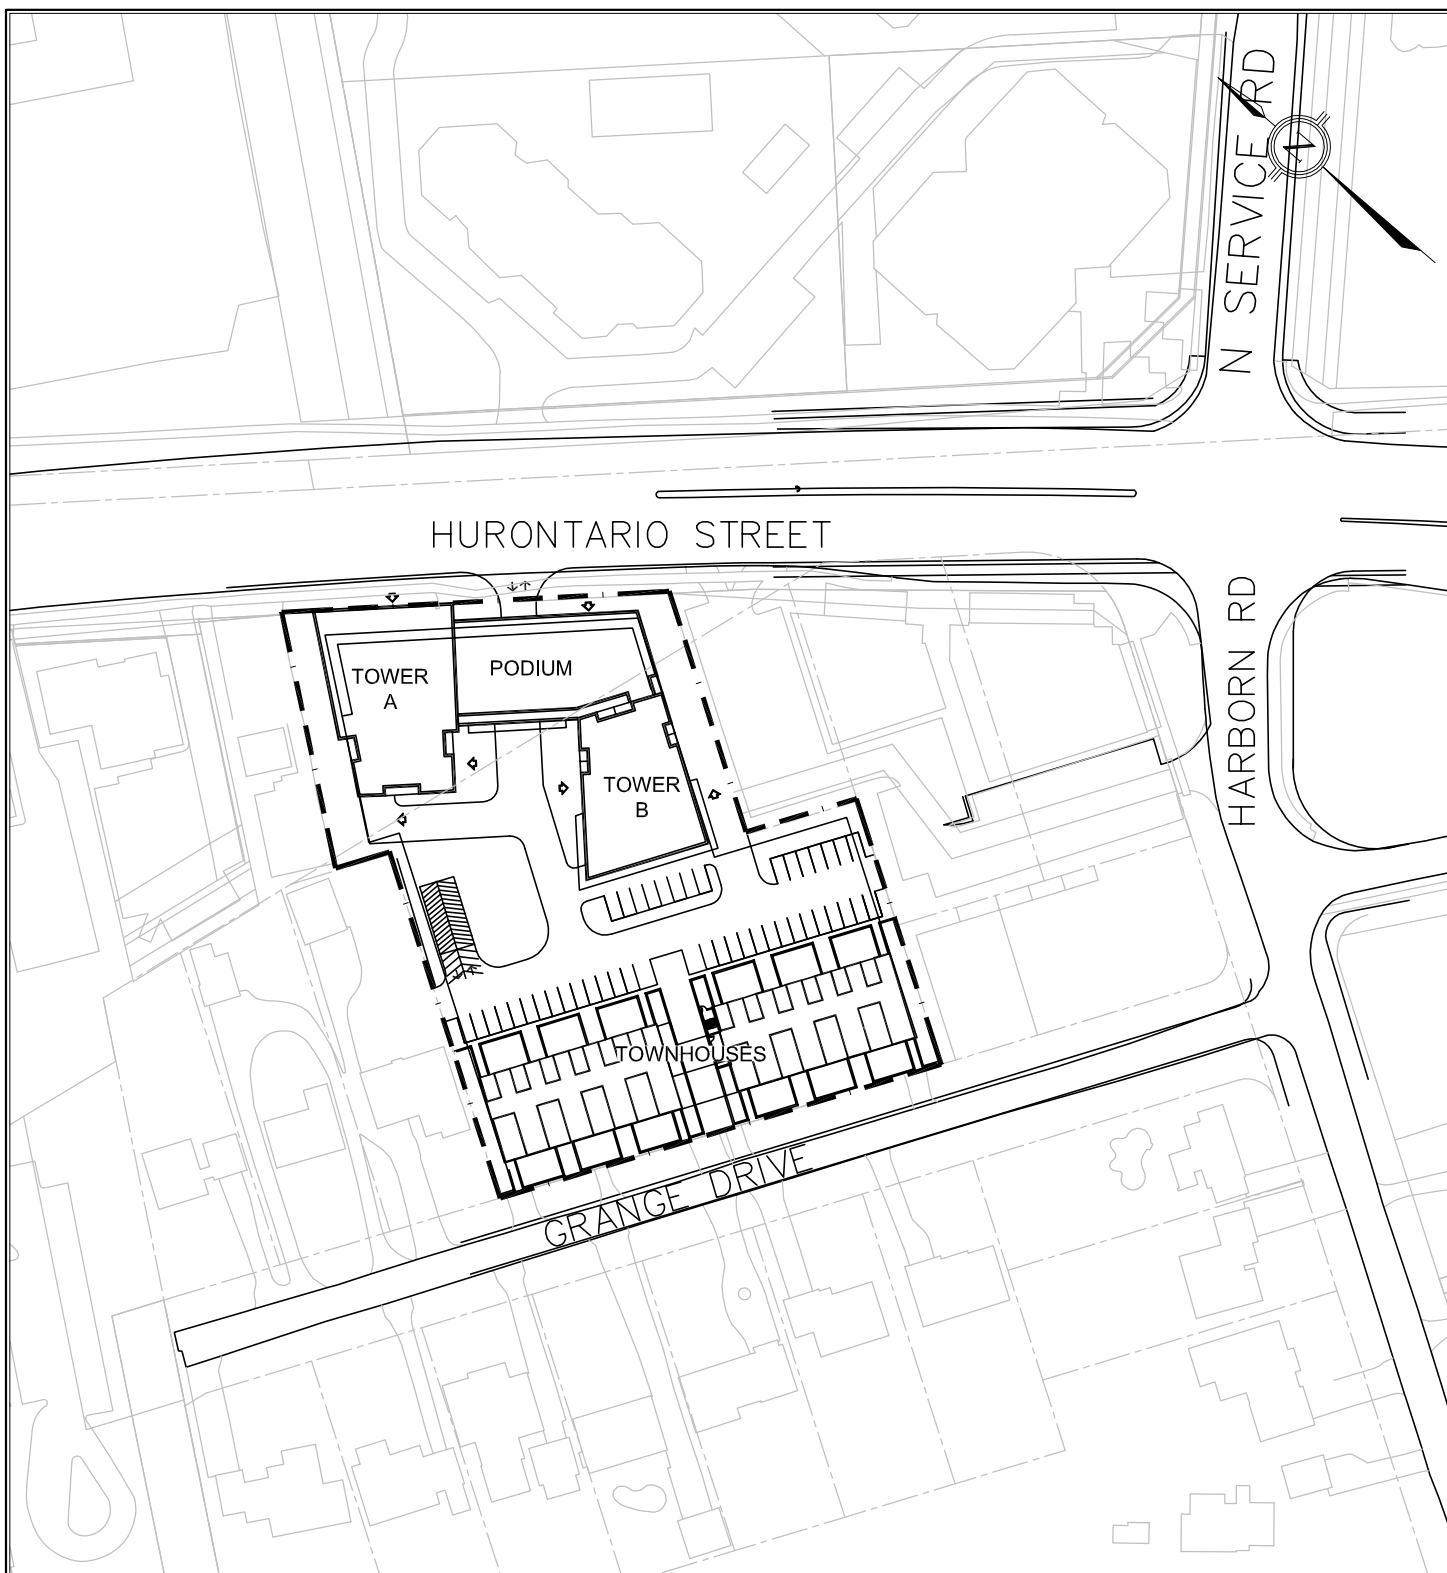 N SERVICE RD
N
HURONTARIO STREET
HARBORN RD
TOWER
A
PODIUM
TOWER
B
TOWNHOUSES
GRANGE DRIVE